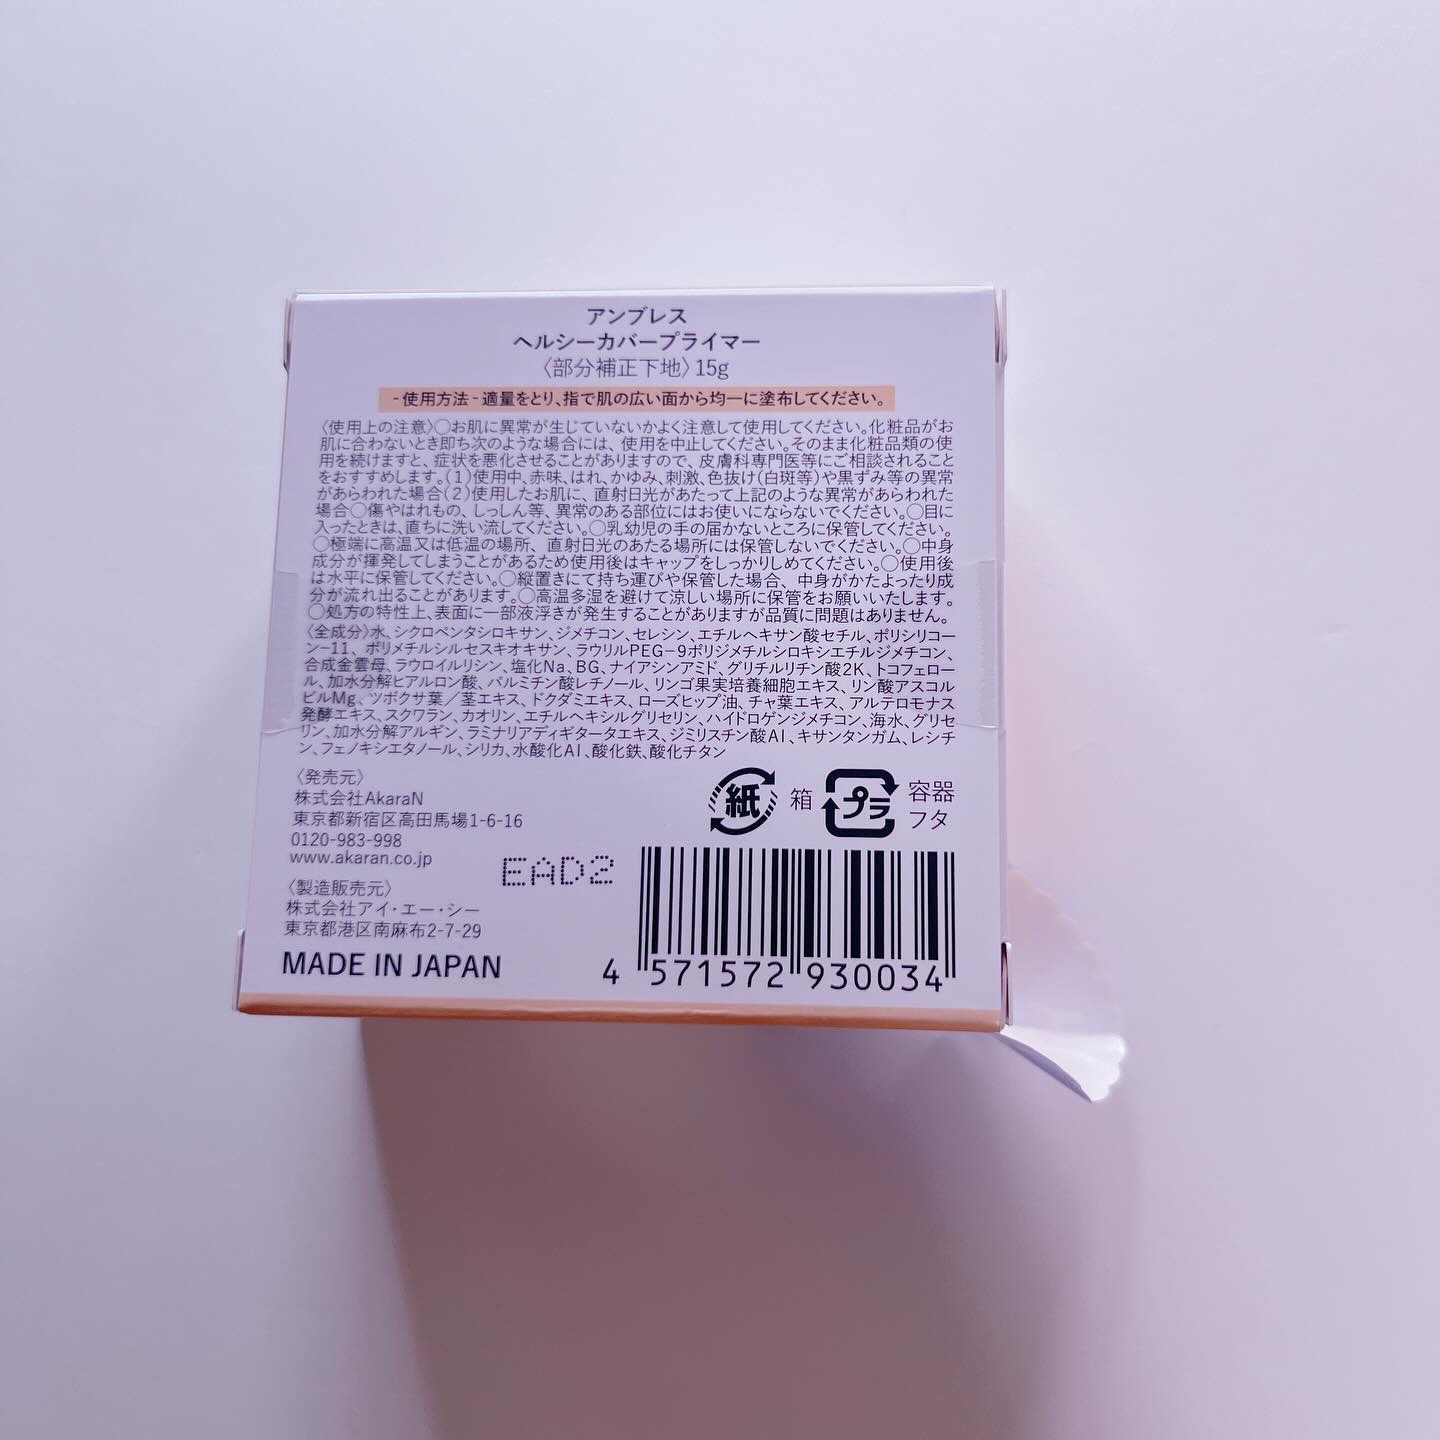 アンブレス
ヘルシーカバープライマー
〈部分補正下地〉15g
-使用方法-適量をとり、指で肌の広い面から均一に塗布してください。
〈使用上の注意〉○お肌に異常が生じていないかよく注意して使用してください。化粧品がお
肌に合わないとき即ち次のような場合には、使用を中止してください。そのまま化粧品類の使
用を続けますと、症状を悪化させることがありますので、皮膚科専門医等にご相談されること
をおすすめします。(1)使用中、赤味、はれ、かゆみ、刺激、色抜け(白斑等)や黒ずみ等の異常
があらわれた場合(2)使用したお肌に、直射日光があたって上記のような異常があらわれた
場合○傷やはれもの、しっしん等、異常のある部位にはお使いにならないでください。○目に
入ったときは、直ちに洗い流してください。○乳幼児の手の届かないところに保管してください。
○極端に高温又は低温の場所、直射日光のあたる場所には保管しないでください。○中身
成分が揮発してしまうことがあるため使用後はキャップをしっかりしめてください。○使用後
は水平に保管してください。○縦置きにて持ち運びや保管した場合、中身がかたよったり成
分が流れ出ることがあります。○高温多湿を避けて涼しい場所に保管をお願いいたします。
○処方の特性上、表面に一部液浮きが発生することがありますが品質に問題はありません。
〈全成分〉水、シクロペンタシロキサン、ジメチコン、セレシン、エチルヘキサン酸セチル、ポリシリコー
ン-11、ポリメチルシルセスキオキサン、ラウリルPEG-9ポリジメチルシロキシエチルジメチコン、
合成金雲母、ラウロイルリシン、塩化Na、BG、ナイアシンアミド、グリチルリチン酸2K、トコフェロー
ル、加水分解ヒアルロン酸、パルミチン酸レチノール、リンゴ果実培養細胞エキス、リン酸アスコル
ビルMg、ツボクサ葉／茎エキス、ドクダミエキス、ローズヒップ油、チャ葉エキス、アルテロモナス
発酵エキス、スクワラン、カオリン、エチルヘキシルグリセリン、ハイドロゲンジメチコン、海水、グリセ
リン、加水分解アルギン、ラミナリアディギタータエキス、ジミリスチン酸Al、キサンタンガム、レシチ
ン、フェノキシエタノール、シリカ、水酸化Al、酸化鉄、酸化チタン
〈発売元〉
株式会社AkaraN
東京都新宿区高田馬場1-6-16
0120-983-998
www.akaran.co.jp
〈製造販売元〉
株式会社アイ・エー・シー
東京都港区南麻布2-7-29
MADE IN JAPAN
紙 箱
プラ 容器
フタ
EAD2
4 571572 930034